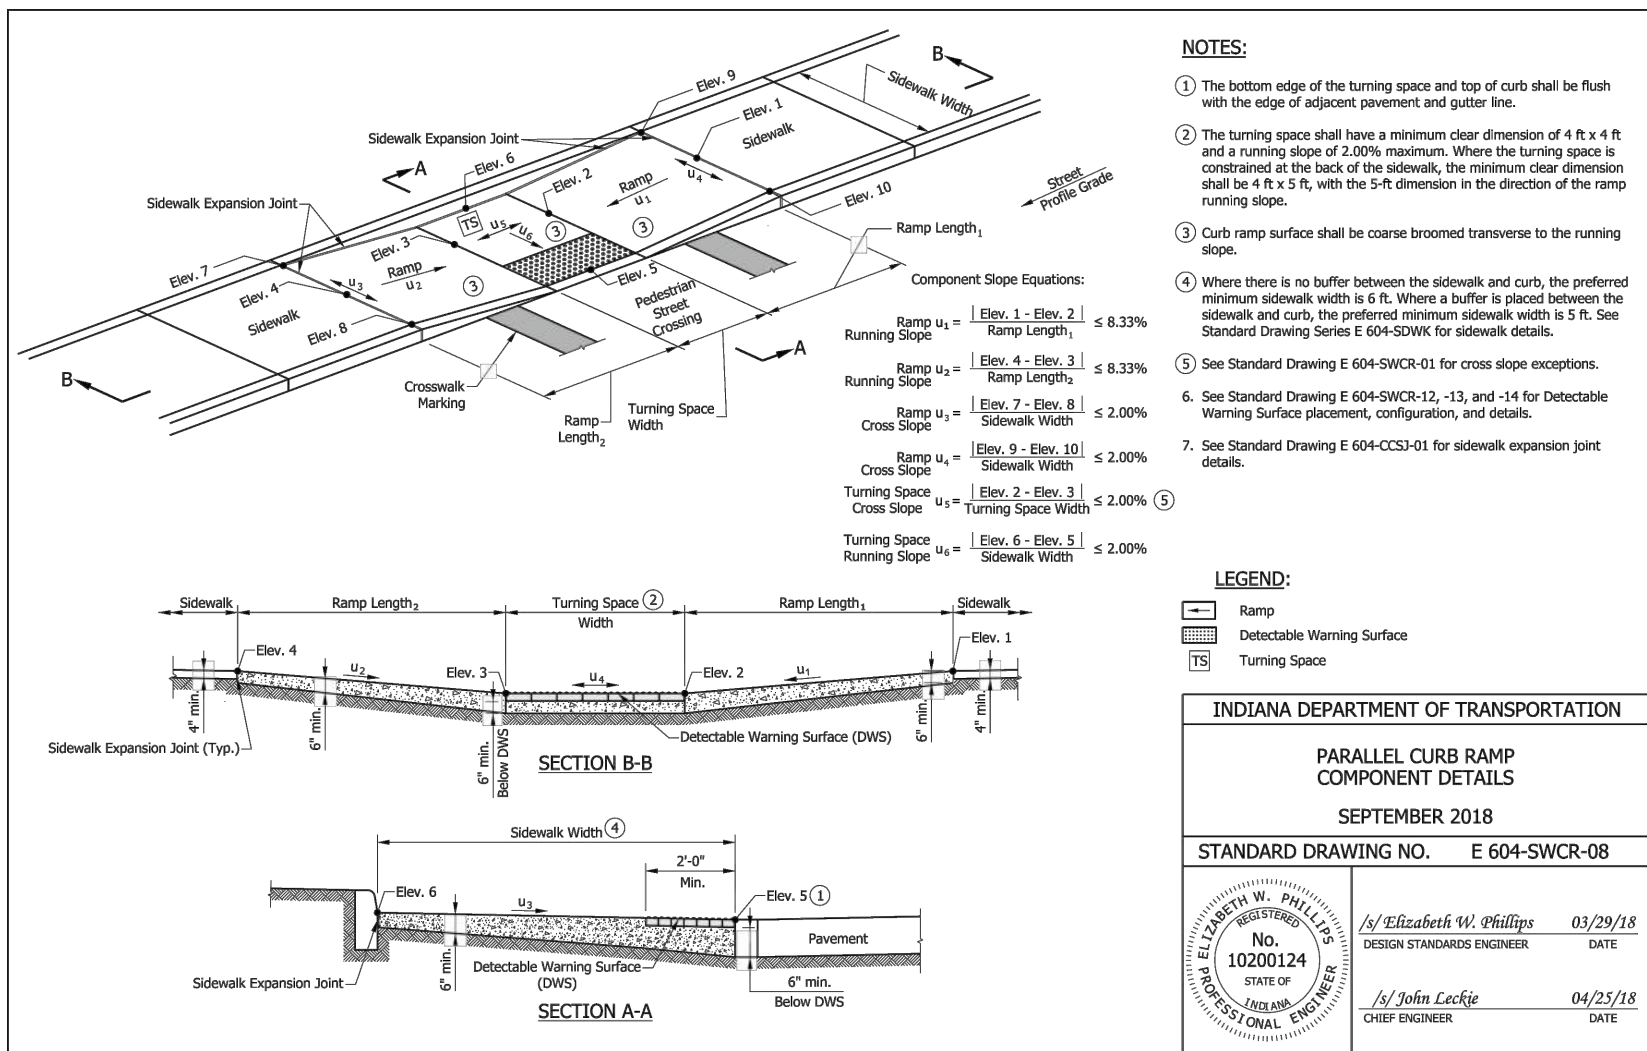 B
Elev. 9
Sidewalk Width
Elev. 1
Sidewalk Expansion Joint
Sidewalk
A
Elev. 6
u4
Elev. 2
Ramp
u1
Elev. 10
Street
Profile Grade
Sidewalk Expansion Joint
TS
u5
u6
3
3
Ramp Length1
Elev. 3
Elev. 7
Ramp
u2
Elev. 5
Elev. 4
u3
3
Pedestrian
Street
Crossing
Sidewalk
Elev. 8
A
B
Crosswalk
Marking
Ramp
Length2
Turning Space
Width
Component Slope Equations:
Ramp
Running Slope u1 = | Elev. 1 - Elev. 2 | / Ramp Length1 ≤ 8.33%
Ramp
Running Slope u2 = | Elev. 4 - Elev. 3 | / Ramp Length2 ≤ 8.33%
Ramp
Cross Slope u3 = | Elev. 7 - Elev. 8 | / Sidewalk Width ≤ 2.00%
Ramp
Cross Slope u4 = | Elev. 9 - Elev. 10 | / Sidewalk Width ≤ 2.00%
Turning Space
Cross Slope u5 = | Elev. 2 - Elev. 3 | / Turning Space Width ≤ 2.00% 5
Turning Space
Running Slope u6 = | Elev. 6 - Elev. 5 | / Sidewalk Width ≤ 2.00%
NOTES:
1 The bottom edge of the turning space and top of curb shall be flush
with the edge of adjacent pavement and gutter line.
2 The turning space shall have a minimum clear dimension of 4 ft x 4 ft
and a running slope of 2.00% maximum. Where the turning space is
constrained at the back of the sidewalk, the minimum clear dimension
shall be 4 ft x 5 ft, with the 5-ft dimension in the direction of the ramp
running slope.
3 Curb ramp surface shall be coarse broomed transverse to the running
slope.
4 Where there is no buffer between the sidewalk and curb, the preferred
minimum sidewalk width is 6 ft. Where a buffer is placed between the
sidewalk and curb, the preferred minimum sidewalk width is 5 ft. See
Standard Drawing Series E 604-SDWK for sidewalk details.
5 See Standard Drawing E 604-SWCR-01 for cross slope exceptions.
6. See Standard Drawing E 604-SWCR-12, -13, and -14 for Detectable
Warning Surface placement, configuration, and details.
7. See Standard Drawing E 604-CCSJ-01 for sidewalk expansion joint
details.
LEGEND:
Ramp
Detectable Warning Surface
TS Turning Space
Sidewalk
Ramp Length2
Turning Space 2
Width
Ramp Length1
Sidewalk
Elev. 4
u2
Elev. 3
u4
Elev. 2
u1
Elev. 1
4" min.
6" min.
6" min.
Below DWS
6" min.
4" min.
Sidewalk Expansion Joint (Typ.)
Detectable Warning Surface (DWS)
SECTION B-B
Sidewalk Width 4
2'-0"
Min.
Elev. 6
u3
Elev. 5 1
Pavement
6" min.
Sidewalk Expansion Joint
Detectable Warning Surface
(DWS)
6" min.
Below DWS
SECTION A-A
INDIANA DEPARTMENT OF TRANSPORTATION
PARALLEL CURB RAMP
COMPONENT DETAILS
SEPTEMBER 2018
STANDARD DRAWING NO. E 604-SWCR-08
ELIZABETH W. PHILLIPS
REGISTERED
No.
10200124
STATE OF
INDIANA
PROFESSIONAL ENGINEER
/s/ Elizabeth W. Phillips 03/29/18
DESIGN STANDARDS ENGINEER DATE
/s/ John Leckie 04/25/18
CHIEF ENGINEER DATE